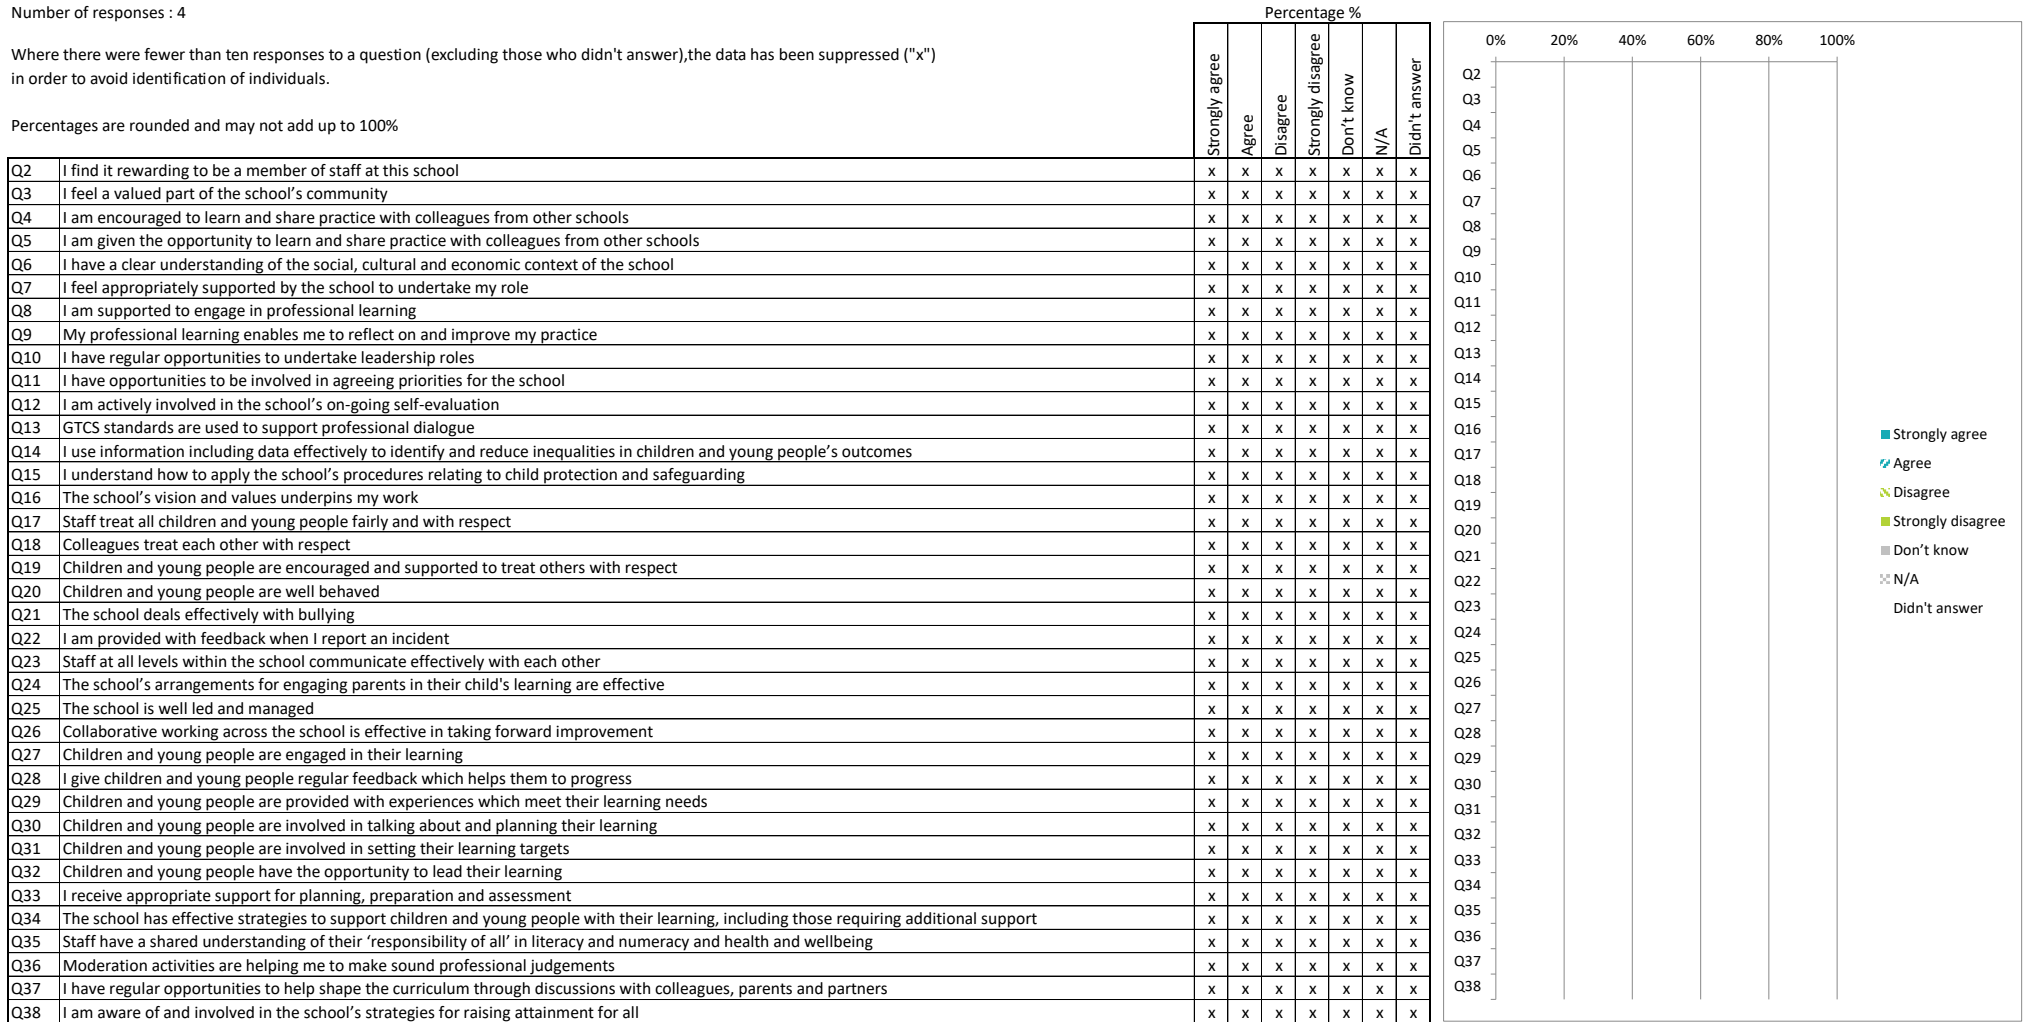 Number of responses : 4
Percentage %
Where there were fewer than ten responses to a question (excluding those who didn't answer),the data has been suppressed ("x")
in order to avoid identification of individuals.
Percentages are rounded and may not add up to 100%
Strongly agree
Agree
Disagree
Strongly disagree
Don’t know
N/A
Didn't answer
Q2 I find it rewarding to be a member of staff at this school x x x x x x x
Q3 I feel a valued part of the school’s community x x x x x x x
Q4 I am encouraged to learn and share practice with colleagues from other schools x x x x x x x
Q5 I am given the opportunity to learn and share practice with colleagues from other schools x x x x x x x
Q6 I have a clear understanding of the social, cultural and economic context of the school x x x x x x x
Q7 I feel appropriately supported by the school to undertake my role x x x x x x x
Q8 I am supported to engage in professional learning x x x x x x x
Q9 My professional learning enables me to reflect on and improve my practice x x x x x x x
Q10 I have regular opportunities to undertake leadership roles x x x x x x x
Q11 I have opportunities to be involved in agreeing priorities for the school x x x x x x x
Q12 I am actively involved in the school’s on-going self-evaluation x x x x x x x
Q13 GTCS standards are used to support professional dialogue x x x x x x x
Q14 I use information including data effectively to identify and reduce inequalities in children and young people’s outcomes x x x x x x x
Q15 I understand how to apply the school’s procedures relating to child protection and safeguarding x x x x x x x
Q16 The school’s vision and values underpins my work x x x x x x x
Q17 Staff treat all children and young people fairly and with respect x x x x x x x
Q18 Colleagues treat each other with respect x x x x x x x
Q19 Children and young people are encouraged and supported to treat others with respect x x x x x x x
Q20 Children and young people are well behaved x x x x x x x
Q21 The school deals effectively with bullying x x x x x x x
Q22 I am provided with feedback when I report an incident x x x x x x x
Q23 Staff at all levels within the school communicate effectively with each other x x x x x x x
Q24 The school’s arrangements for engaging parents in their child's learning are effective x x x x x x x
Q25 The school is well led and managed x x x x x x x
Q26 Collaborative working across the school is effective in taking forward improvement x x x x x x x
Q27 Children and young people are engaged in their learning x x x x x x x
Q28 I give children and young people regular feedback which helps them to progress x x x x x x x
Q29 Children and young people are provided with experiences which meet their learning needs x x x x x x x
Q30 Children and young people are involved in talking about and planning their learning x x x x x x x
Q31 Children and young people are involved in setting their learning targets x x x x x x x
Q32 Children and young people have the opportunity to lead their learning x x x x x x x
Q33 I receive appropriate support for planning, preparation and assessment x x x x x x x
Q34 The school has effective strategies to support children and young people with their learning, including those requiring additional support x x x x x x x
Q35 Staff have a shared understanding of their ‘responsibility of all’ in literacy and numeracy and health and wellbeing x x x x x x x
Q36 Moderation activities are helping me to make sound professional judgements x x x x x x x
Q37 I have regular opportunities to help shape the curriculum through discussions with colleagues, parents and partners x x x x x x x
Q38 I am aware of and involved in the school’s strategies for raising attainment for all x x x x x x x
0% 20% 40% 60% 80% 100%
Q2
Q3
Q4
Q5
Q6
Q7
Q8
Q9
Q10
Q11
Q12
Q13
Q14
Q15
Q16
Q17
Q18
Q19
Q20
Q21
Q22
Q23
Q24
Q25
Q26
Q27
Q28
Q29
Q30
Q31
Q32
Q33
Q34
Q35
Q36
Q37
Q38
Strongly agree
Agree
Disagree
Strongly disagree
Don’t know
N/A
Didn't answer